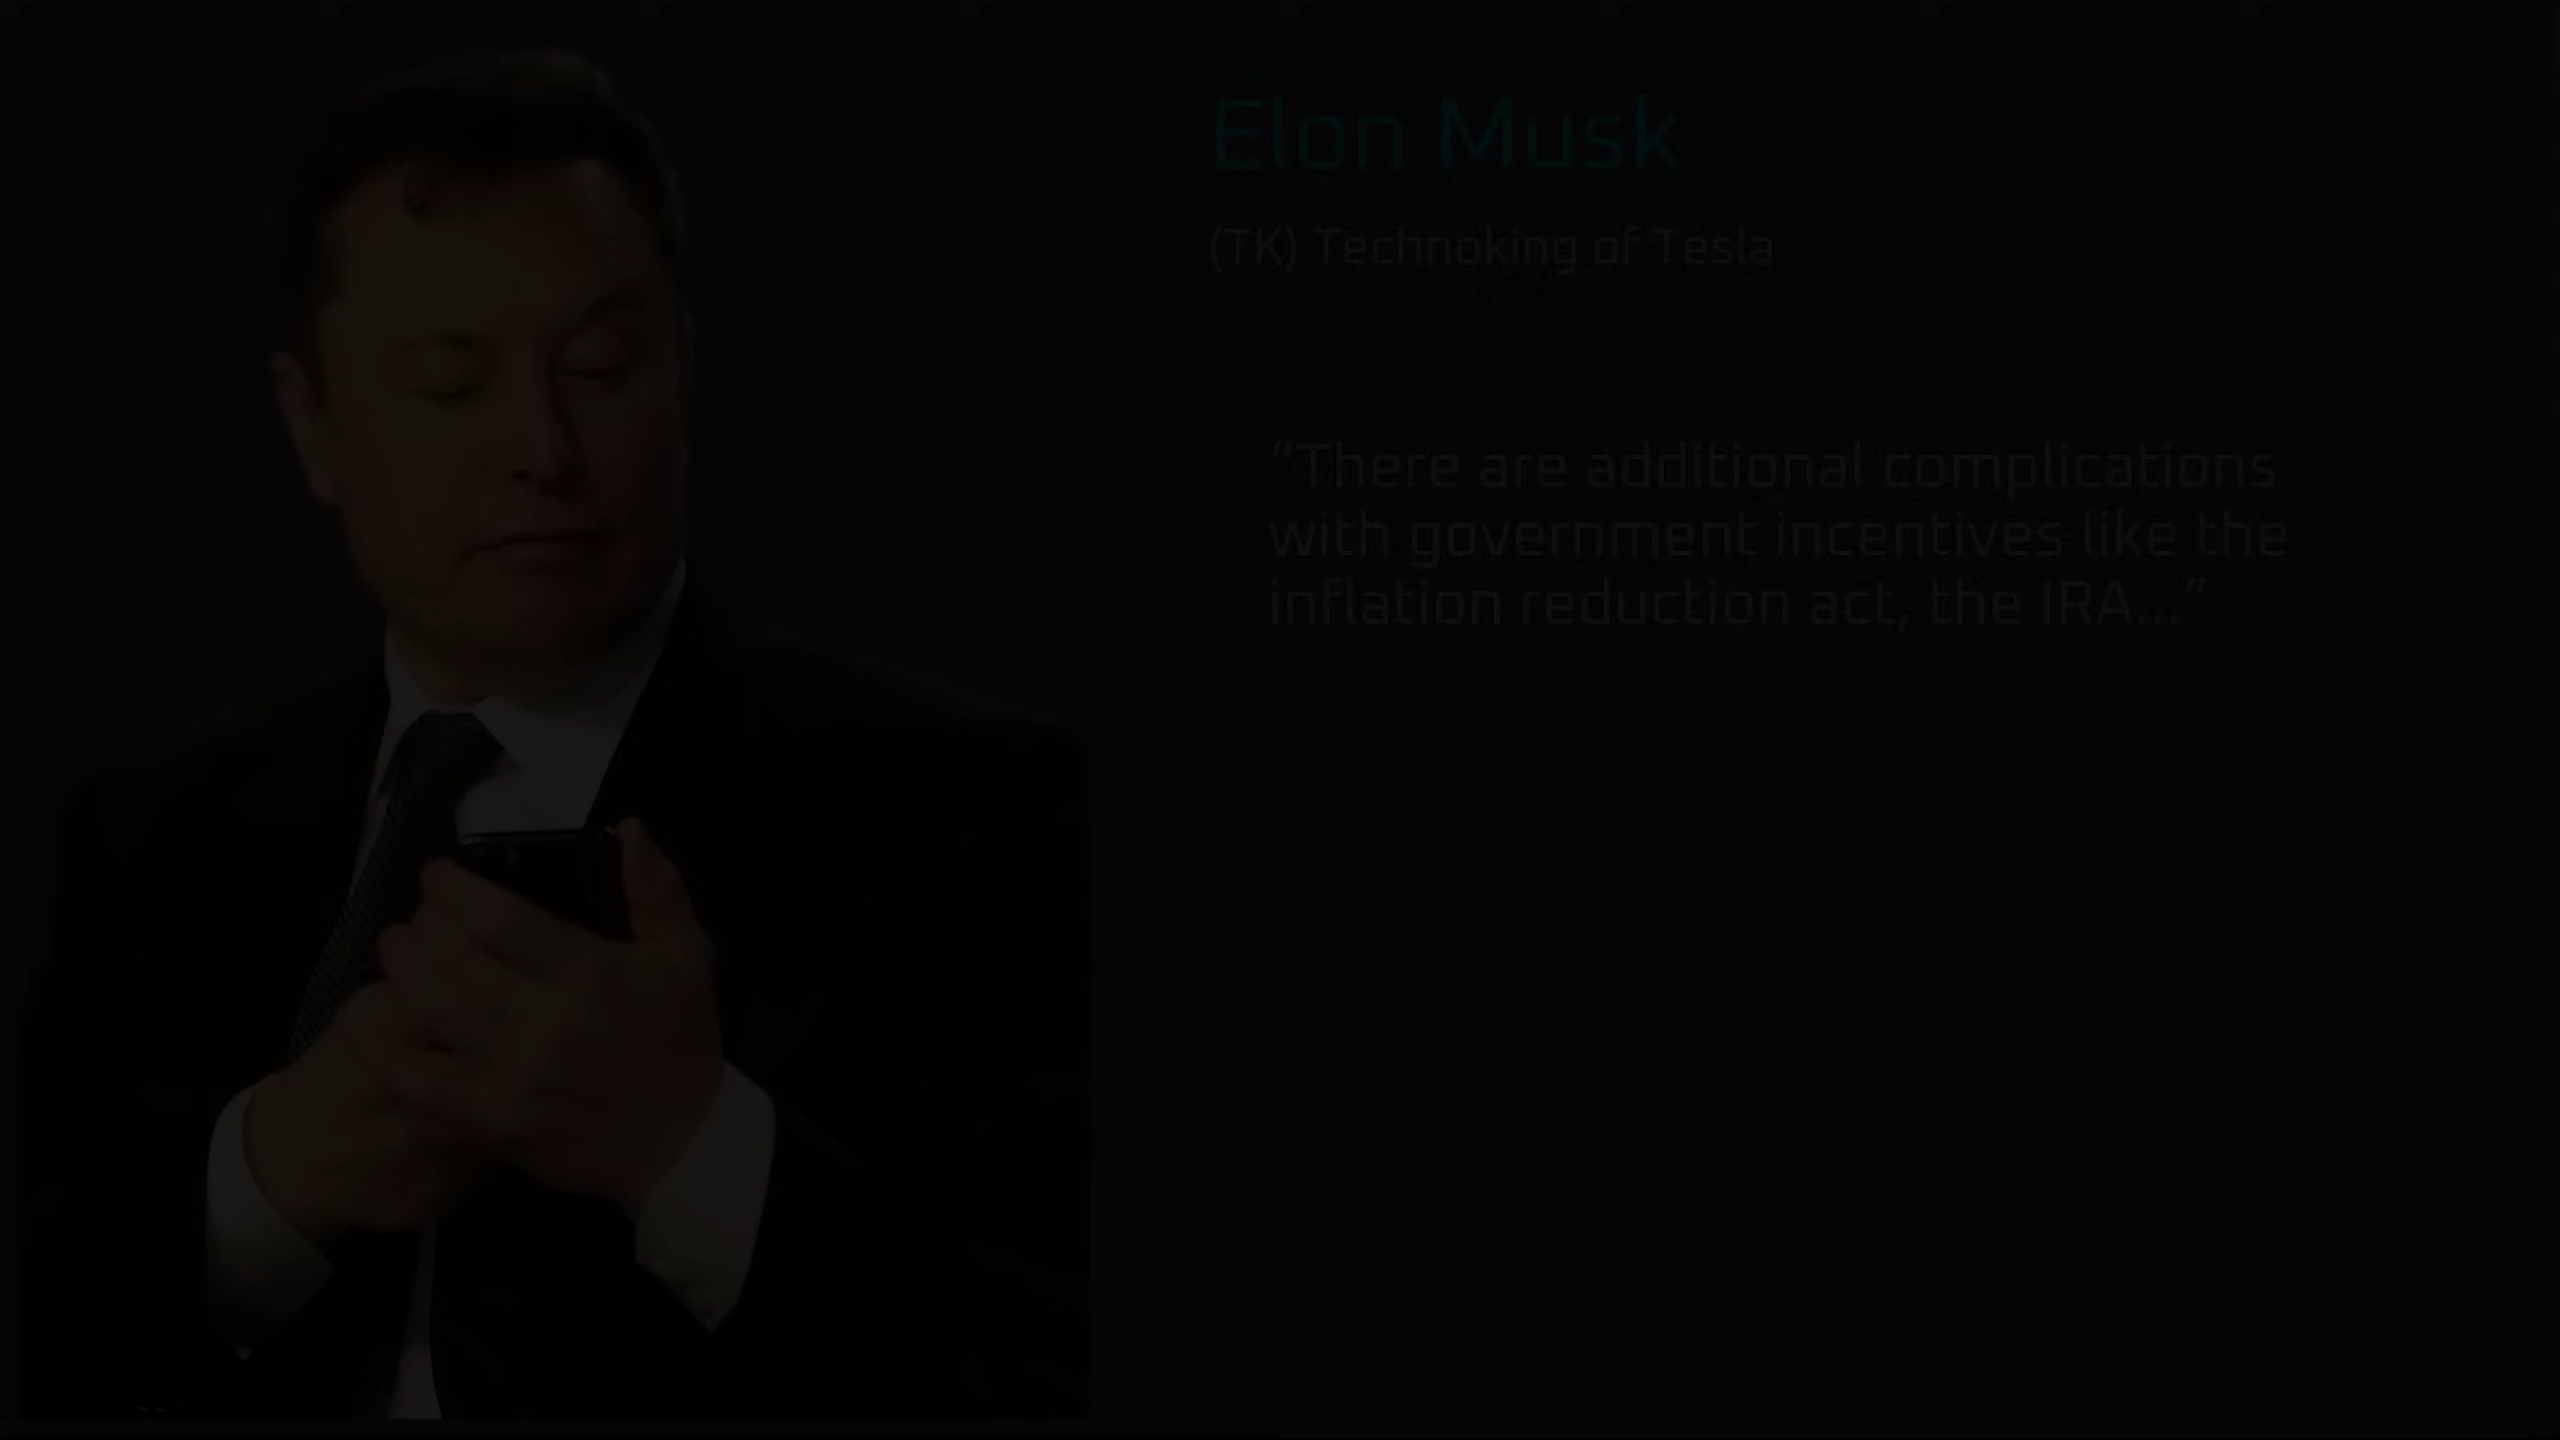 Elon Musk
(TK) Technoking of Tesla
“There are additional complications
with government incentives like the
inflation reduction act, the IRA...”